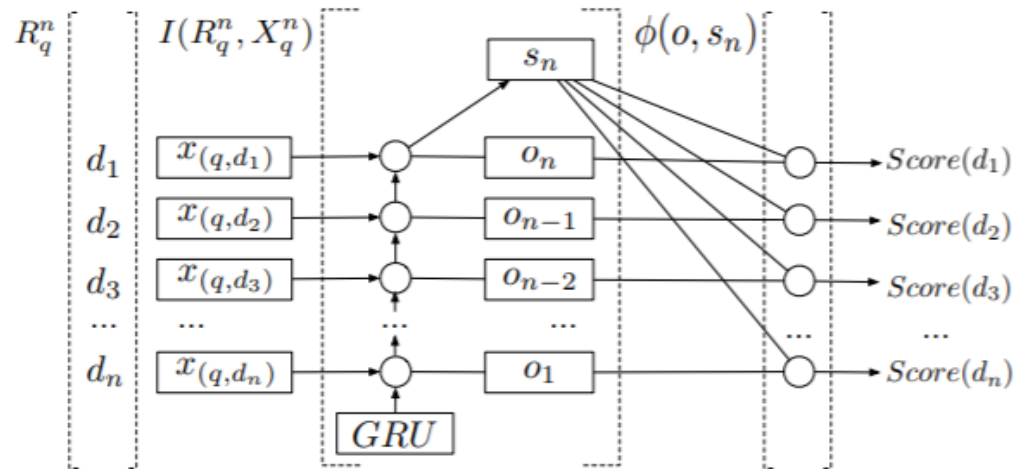 R_q^n I(R_q^n, X_q^n) φ(o, s_n)
s_n
d_1 x_{(q,d_1)} o_n Score(d_1)
d_2 x_{(q,d_2)} o_{n−1} Score(d_2)
d_3 x_{(q,d_3)} o_{n−2} Score(d_3)
... ... ... ... ... ...
d_n x_{(q,d_n)} o_1 Score(d_n)
GRU